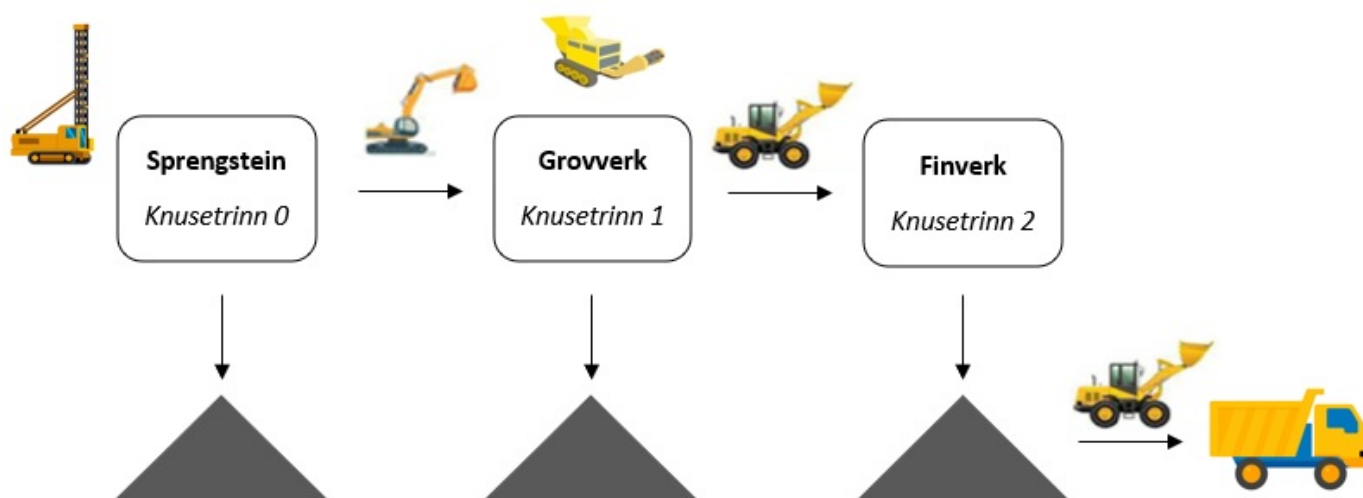 Sprengstein
Knusetrinn 0
Grovverk
Knusetrinn 1
Finverk
Knusetrinn 2